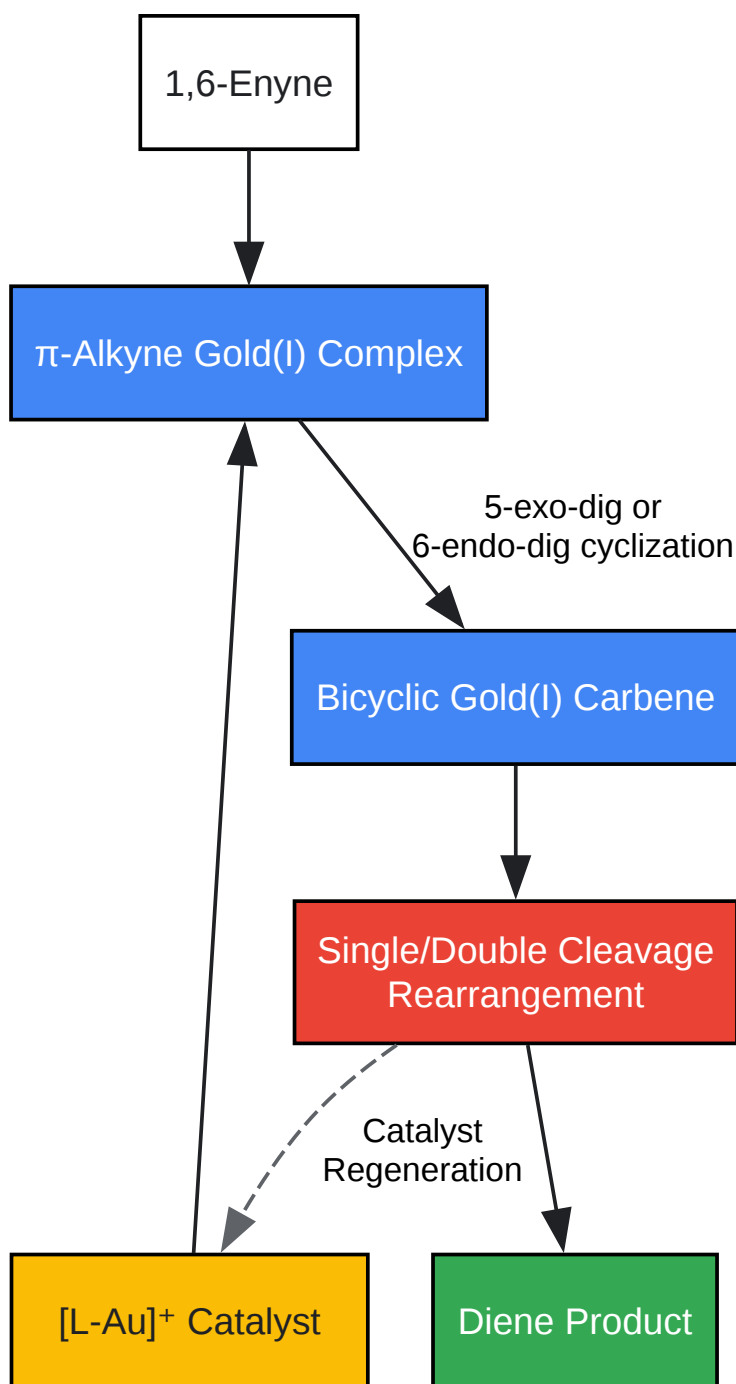 1,6-Enyne
π-Alkyne Gold(I) Complex
5-exo-dig or
6-endo-dig cyclization
Bicyclic Gold(I) Carbene
Single/Double Cleavage
Rearrangement
Catalyst
Regeneration
[L-Au]⁺ Catalyst
Diene Product